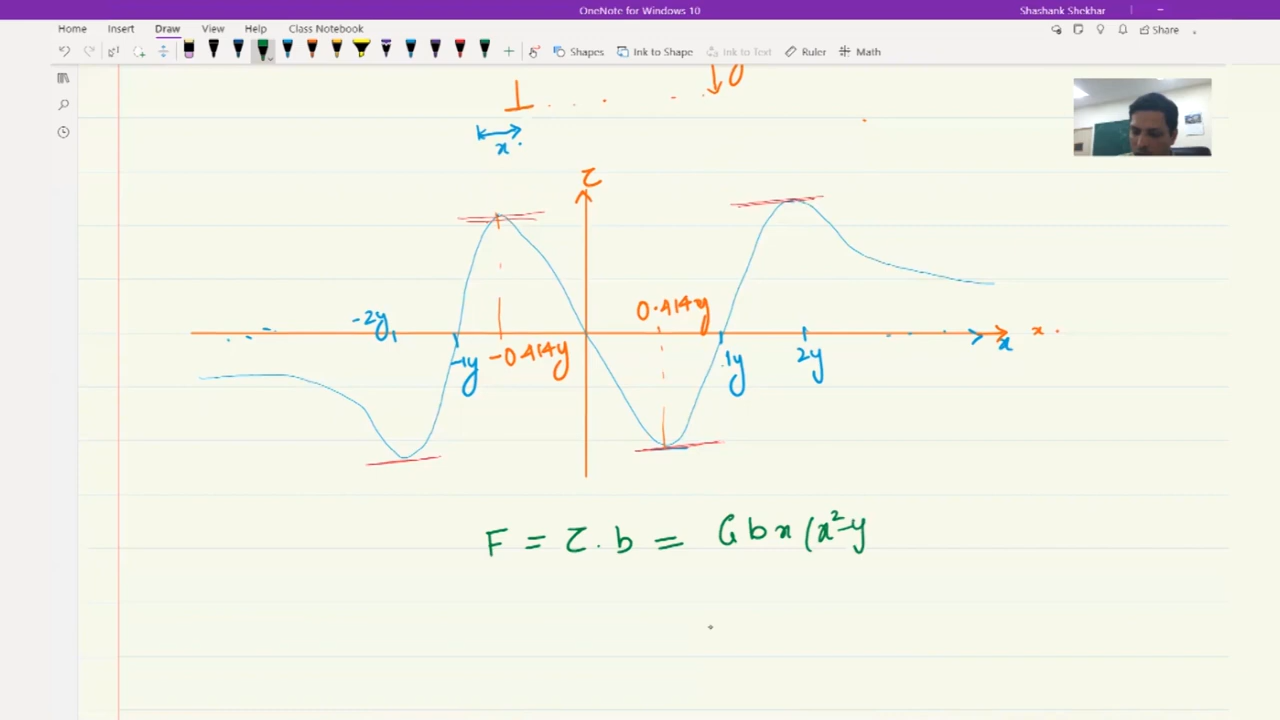 OneNote for Windows 10
Shashank Shekhar
Home Insert Draw View Help Class Notebook
Share
Shapes Ink to Shape Ink to Text Ruler Math
⊥ . . . . . . ↓
x
τ
0.414y
-2y
x
-1y -0.414y 1y 2y x
F = τ.b = Gbx(x²-y